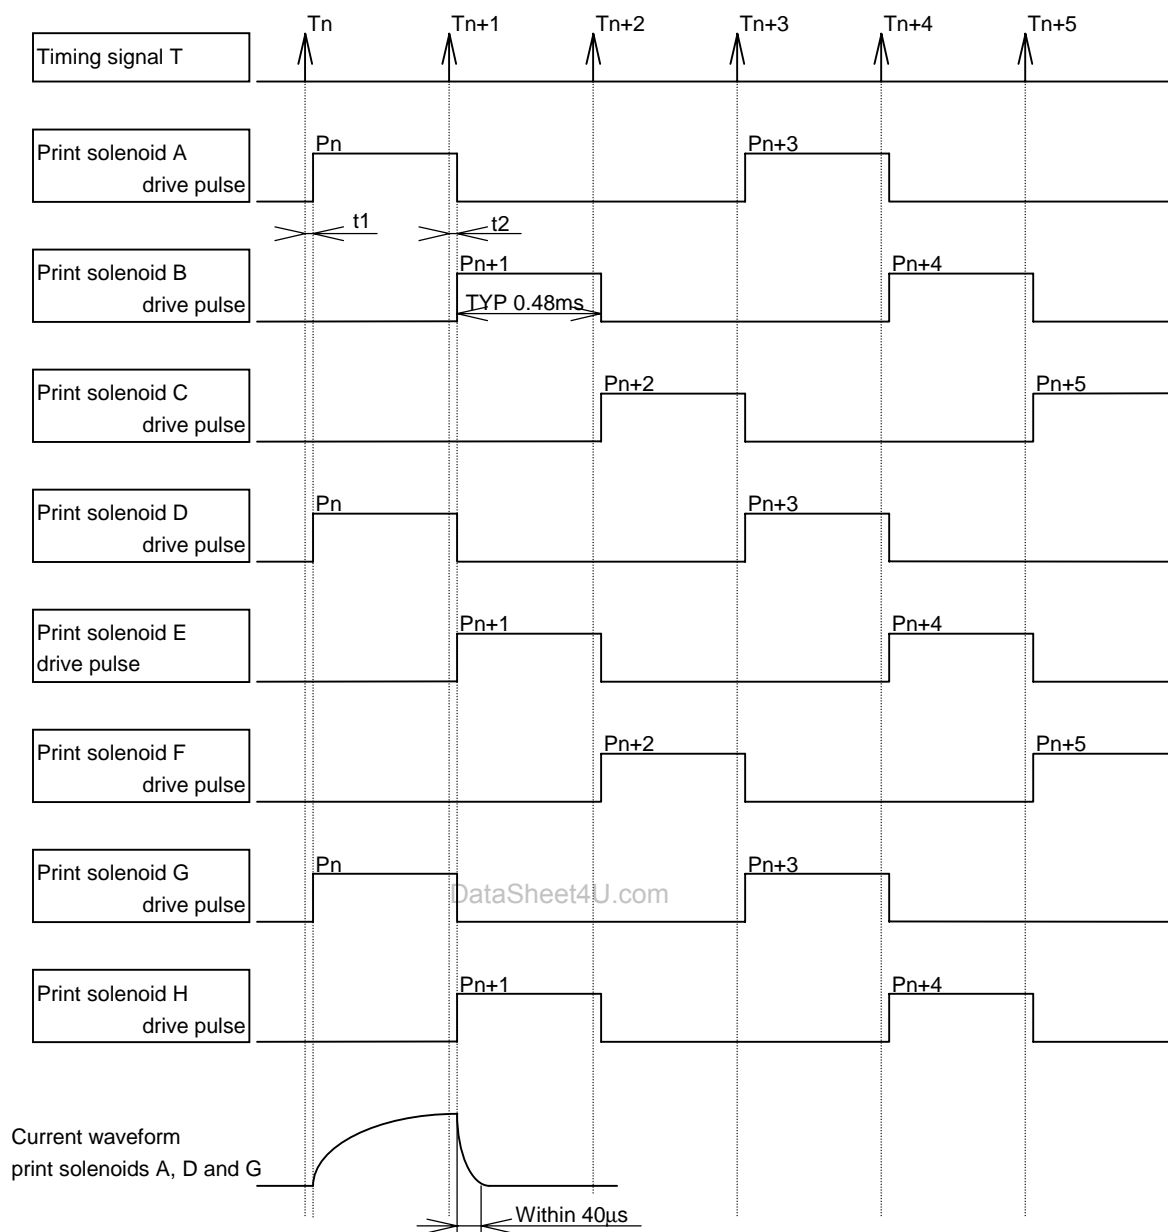 Tn Tn+1 Tn+2 Tn+3 Tn+4 Tn+5
Timing signal T
Print solenoid A
drive pulse
Pn Pn+3
t1 t2
Print solenoid B
drive pulse
Pn+1 Pn+4
TYP 0.48ms
Print solenoid C
drive pulse
Pn+2 Pn+5
Print solenoid D
drive pulse
Pn Pn+3
Print solenoid E
drive pulse
Pn+1 Pn+4
Print solenoid F
drive pulse
Pn+2 Pn+5
Print solenoid G
drive pulse
Pn Pn+3
DataSheet4U.com
Print solenoid H
drive pulse
Pn+1 Pn+4
Current waveform
print solenoids A, D and G
Within 40μs